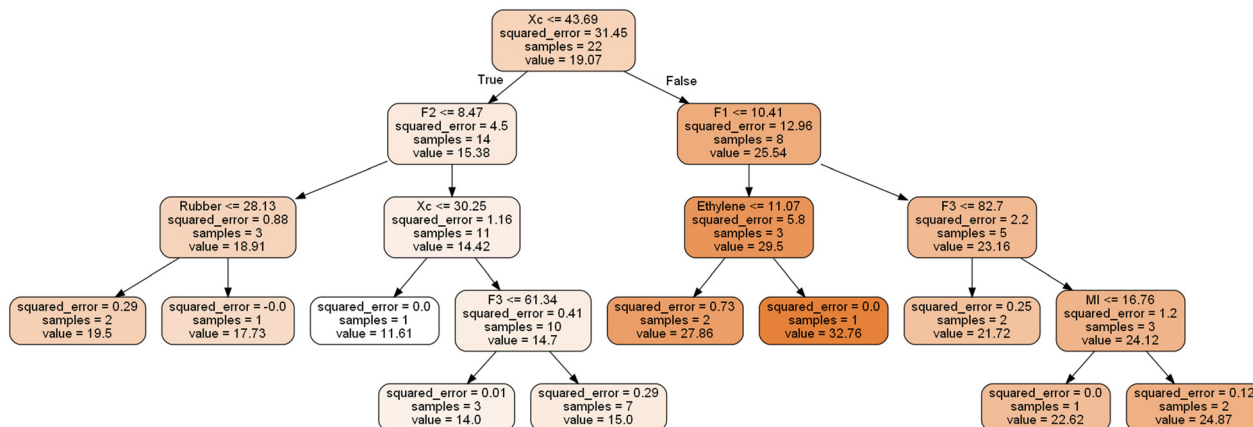 Xc <= 43.69
squared_error = 31.45
samples = 22
value = 19.07
True
False
F2 <= 8.47
squared_error = 4.5
samples = 14
value = 15.38
F1 <= 10.41
squared_error = 12.96
samples = 8
value = 25.54
Rubber <= 28.13
squared_error = 0.88
samples = 3
value = 18.91
Xc <= 30.25
squared_error = 1.16
samples = 11
value = 14.42
Ethylene <= 11.07
squared_error = 5.8
samples = 3
value = 29.5
F3 <= 82.7
squared_error = 2.2
samples = 5
value = 23.16
squared_error = 0.29
samples = 2
value = 19.5
squared_error = -0.0
samples = 1
value = 17.73
squared_error = 0.0
samples = 1
value = 11.61
F3 <= 61.34
squared_error = 0.41
samples = 10
value = 14.7
squared_error = 0.73
samples = 2
value = 27.86
squared_error = 0.0
samples = 1
value = 32.76
squared_error = 0.25
samples = 2
value = 21.72
MI <= 16.76
squared_error = 1.2
samples = 3
value = 24.12
squared_error = 0.01
samples = 3
value = 14.0
squared_error = 0.29
samples = 7
value = 15.0
squared_error = 0.0
samples = 1
value = 22.62
squared_error = 0.12
samples = 2
value = 24.87